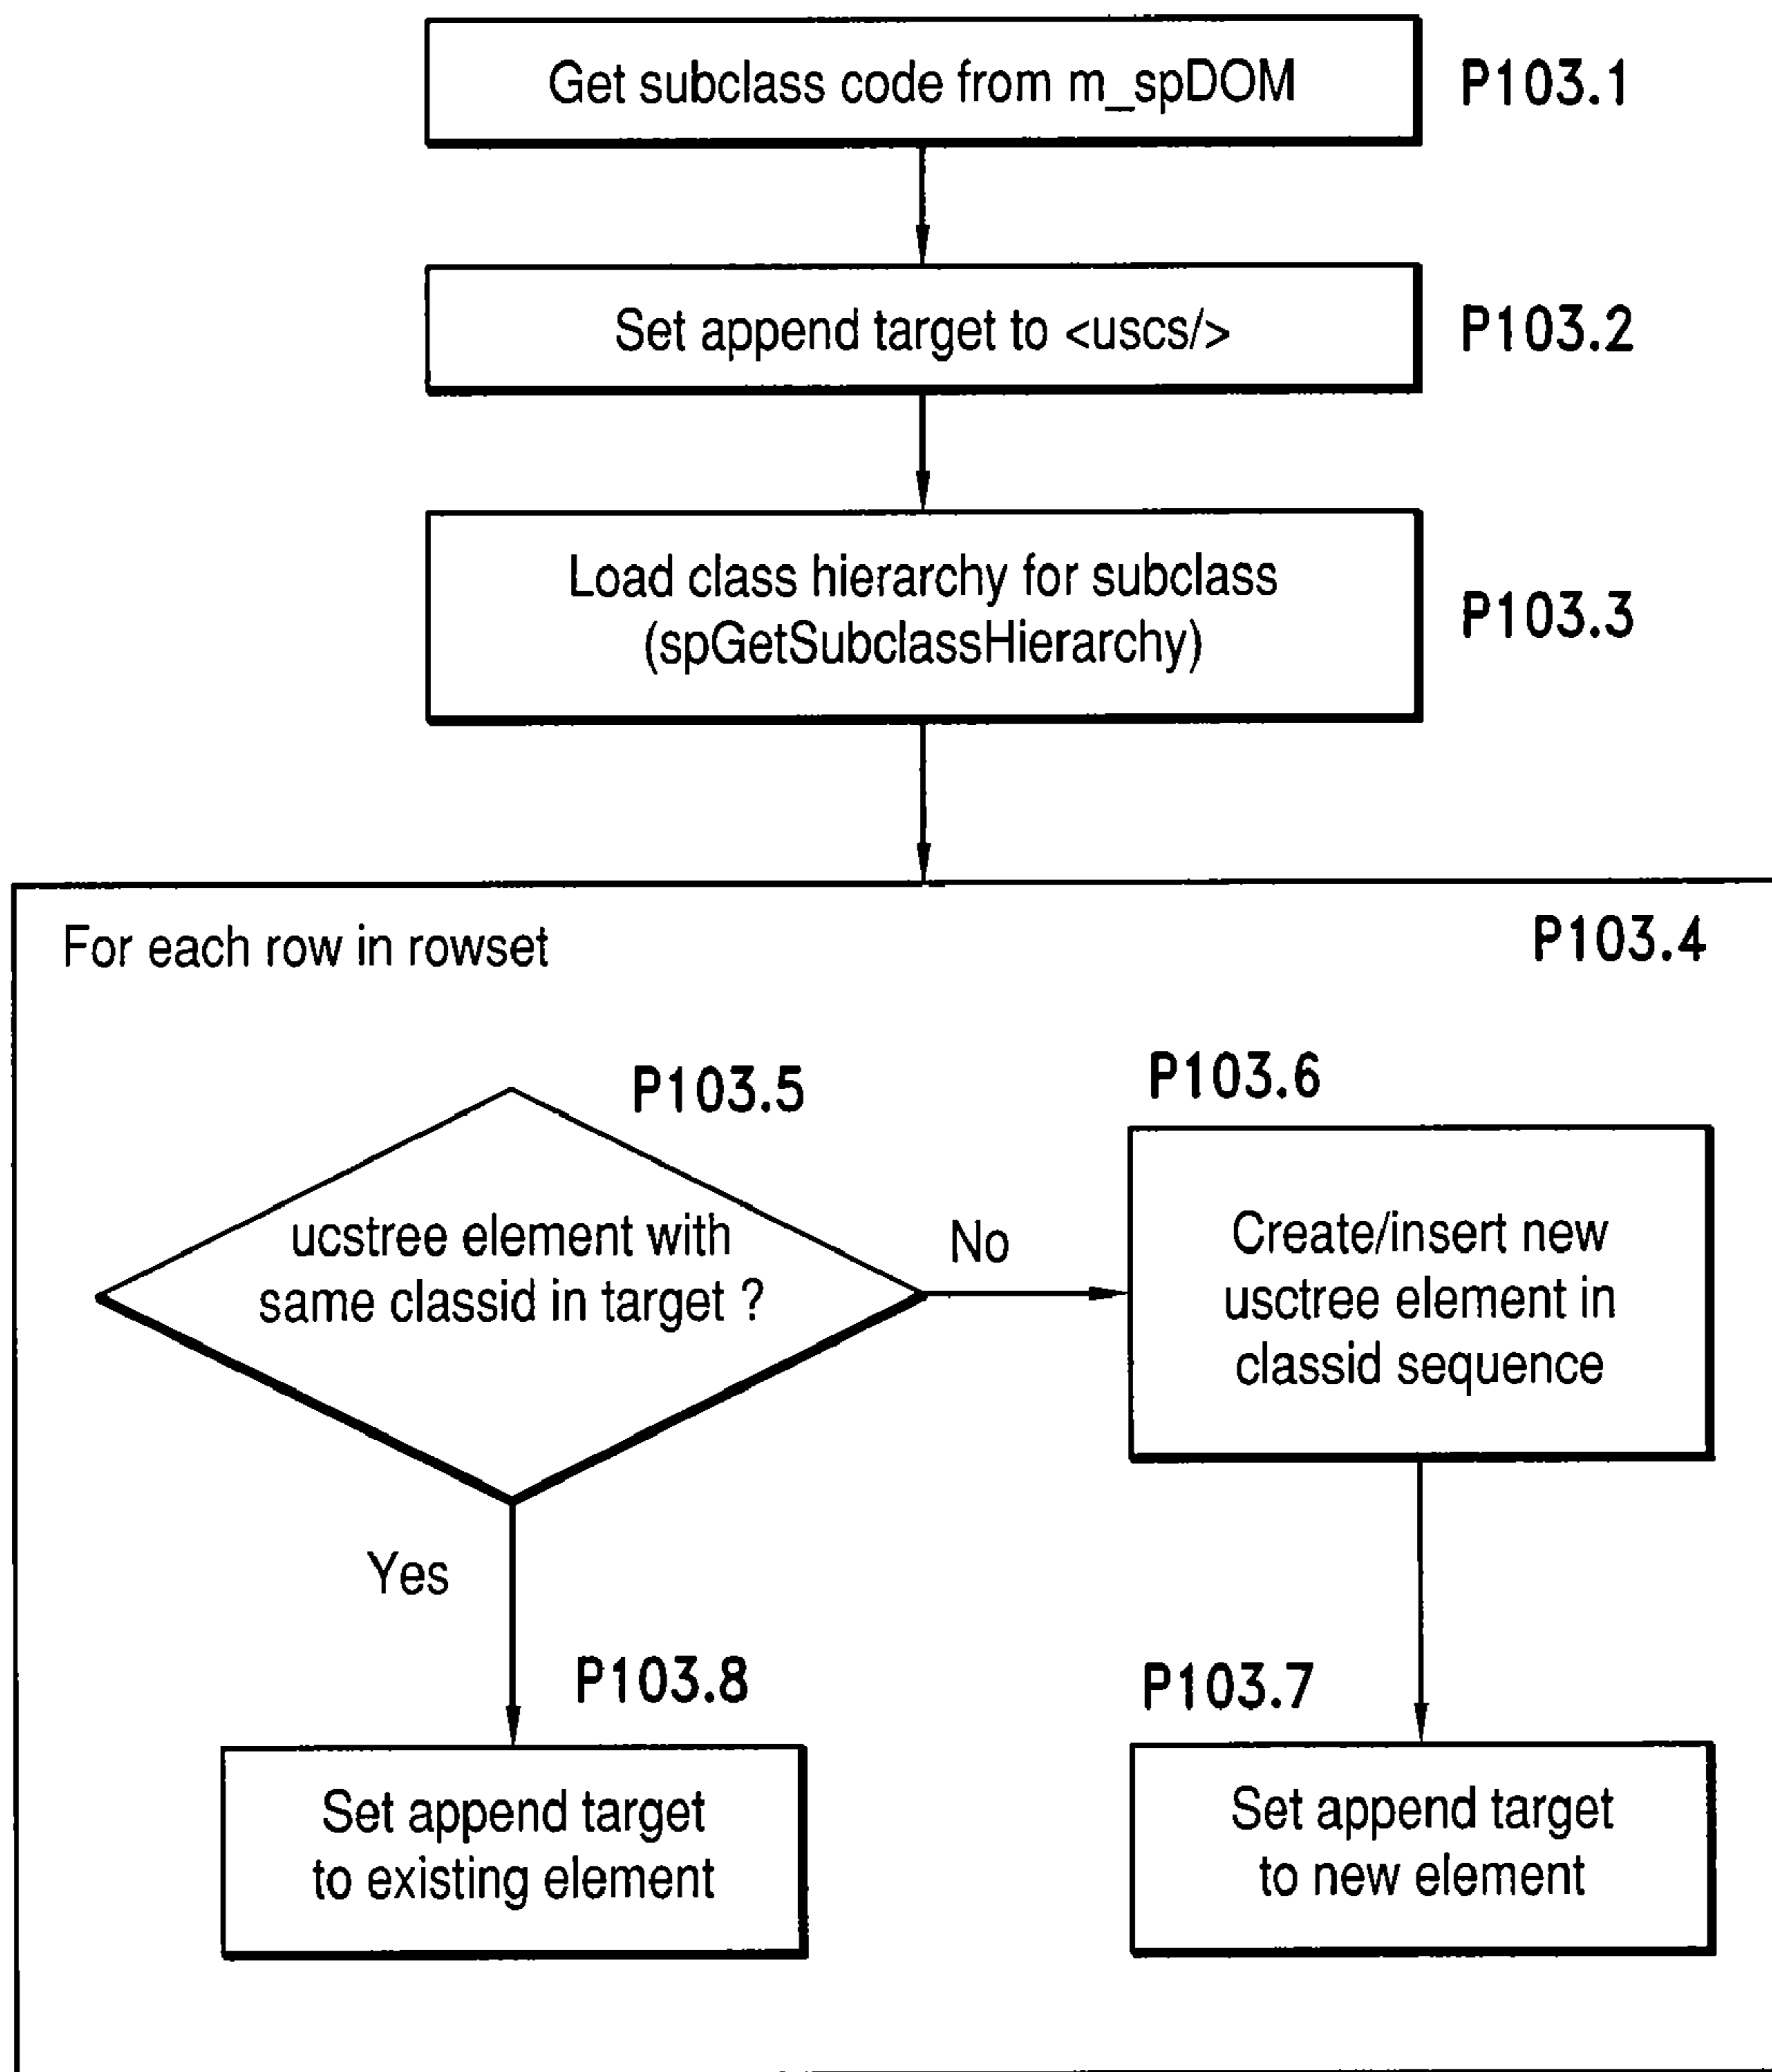 Get subclass code from m_spDOM
P103.1
Set append target to <uscs/>
P103.2
Load class hierarchy for subclass
(spGetSubclassHierarchy)
P103.3
For each row in rowset
P103.4
P103.5
ucstree element with
same classid in target ?
No
P103.6
Create/insert new
usctree element in
classid sequence
Yes
P103.8
Set append target
to existing element
P103.7
Set append target
to new element